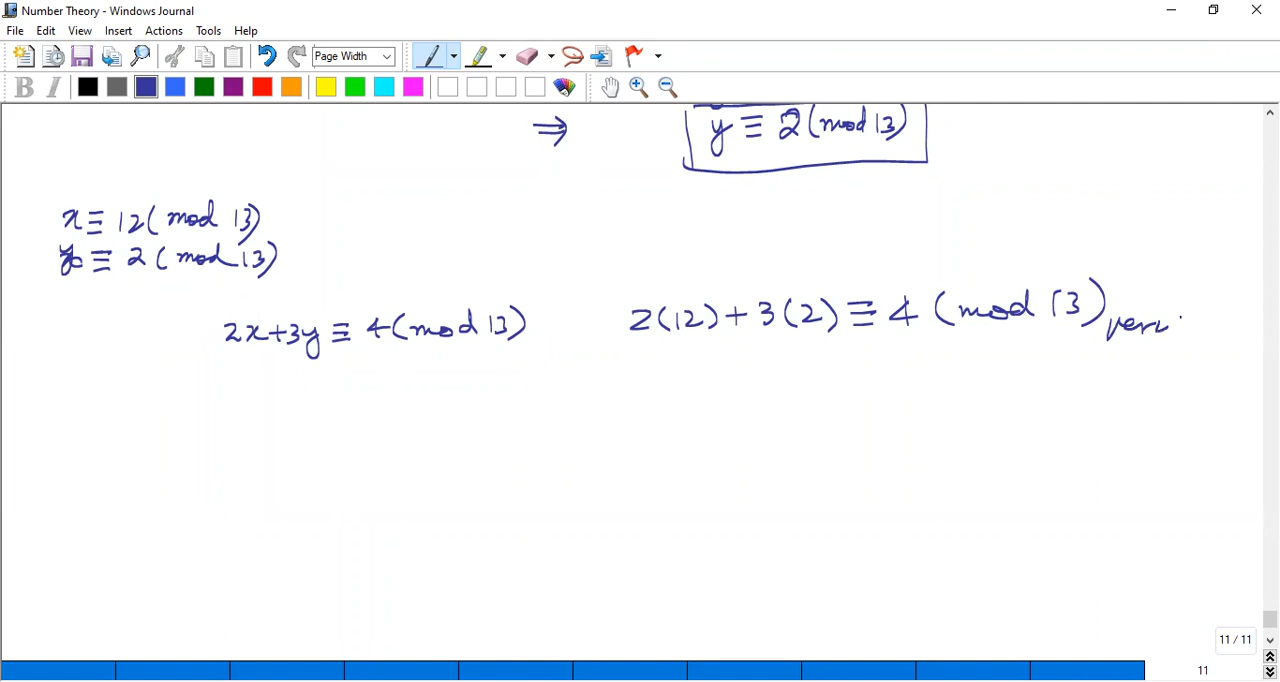 Number Theory - Windows Journal
File Edit View Insert Actions Tools Help
Page Width
B I
⇒ y ≡ 2 (mod 13)
x ≡ 12 (mod 13)
y ≡ 2 (mod 13)
2x+3y ≡ 4 (mod 13) 2(12) + 3(2) ≡ 4 (mod 13)
11 / 11
11